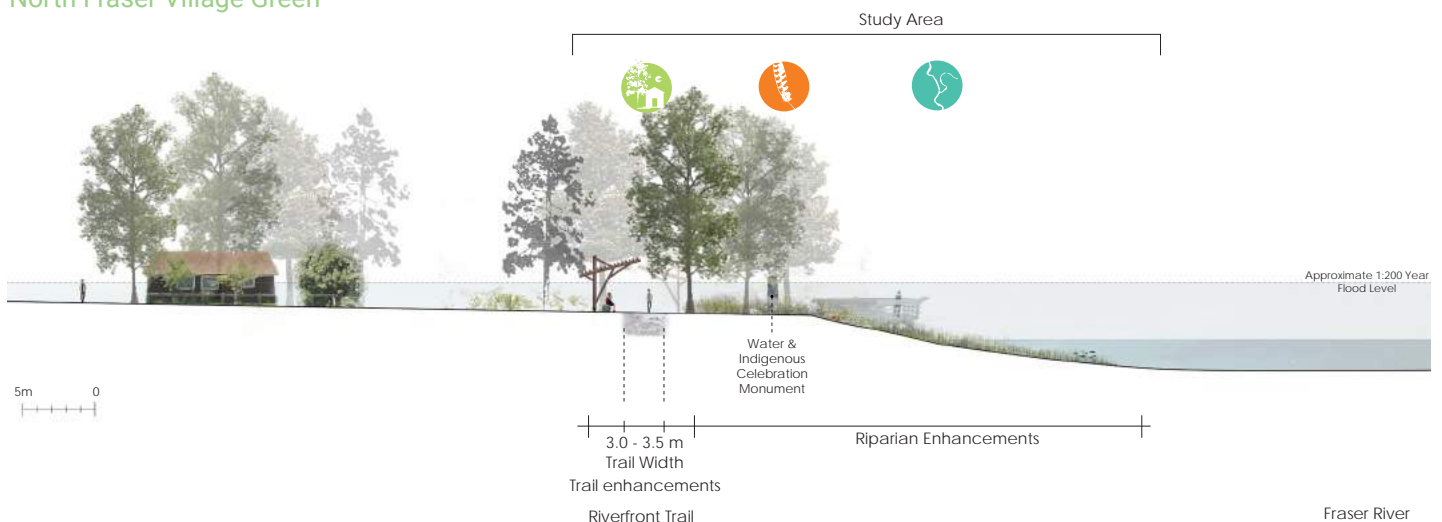 North Fraser Village Green
Study Area
Approximate 1:200 Year
Flood Level
Water &
Indigenous
Celebration
Monument
5m 0
3.0 - 3.5 m
Trail Width
Trail enhancements
Riparian Enhancements
Riverfront Trail
Fraser River